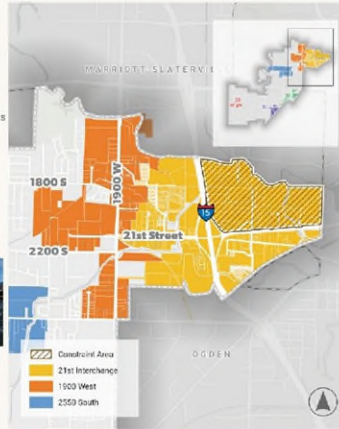 MARRIOTT-SLATERVILLE
1800 S
1900 W
15
21st Street
2200 S
OGDEN
Constraint Area
21st Interchange
1900 West
2550 South